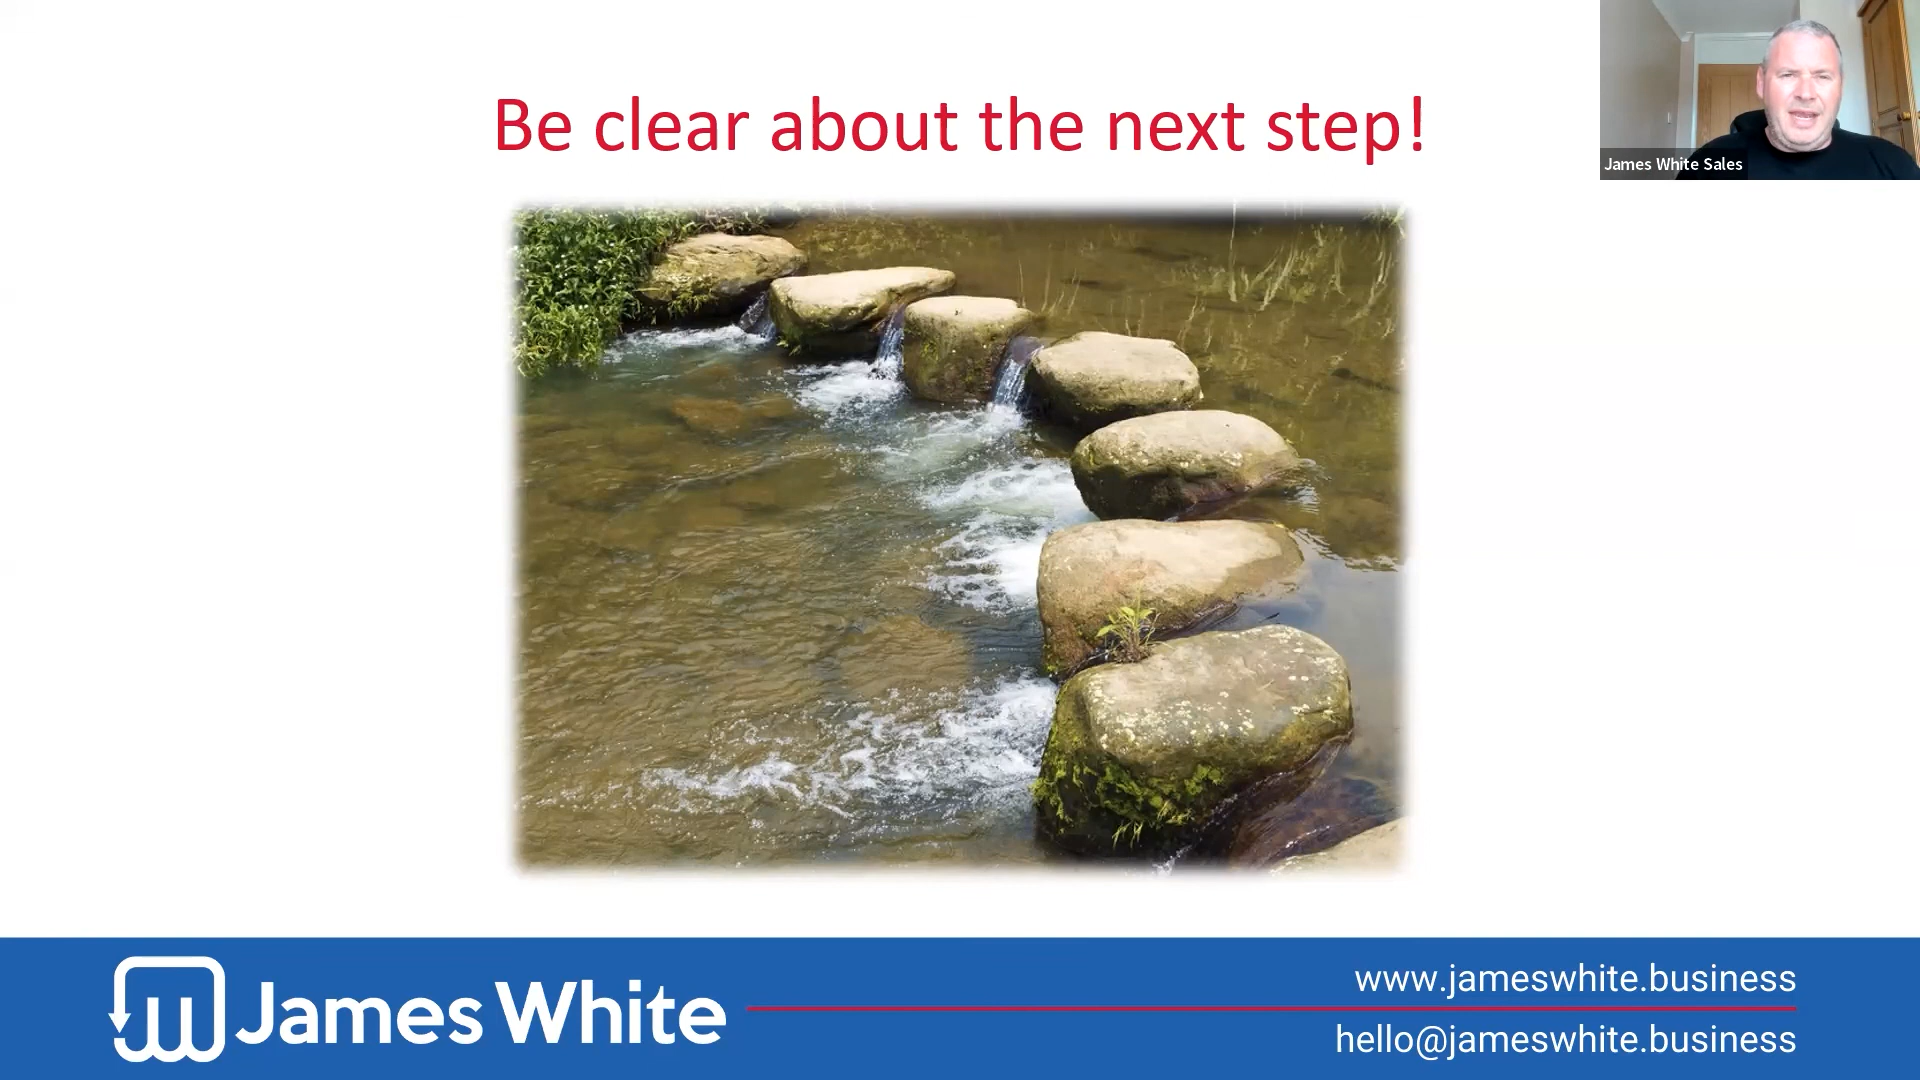 Be clear about the next step!
James White Sales
James White
www.jameswhite.business
hello@jameswhite.business